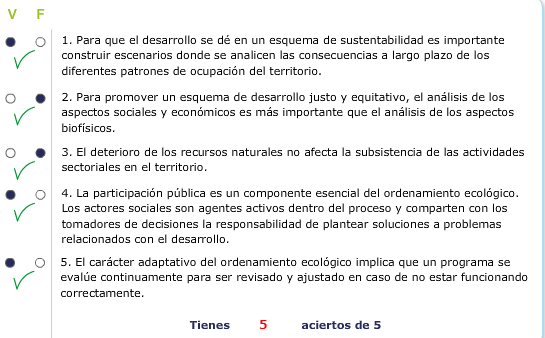 V F
1. Para que el desarrollo se dé en un esquema de sustentabilidad es importante
construir escenarios donde se analicen las consecuencias a largo plazo de los
diferentes patrones de ocupación del territorio.
2. Para promover un esquema de desarrollo justo y equitativo, el análisis de los
aspectos sociales y económicos es más importante que el análisis de los aspectos
biofísicos.
3. El deterioro de los recursos naturales no afecta la subsistencia de las actividades
sectoriales en el territorio.
4. La participación pública es un componente esencial del ordenamiento ecológico.
Los actores sociales son agentes activos dentro del proceso y comparten con los
tomadores de decisiones la responsabilidad de plantear soluciones a problemas
relacionados con el desarrollo.
5. El carácter adaptativo del ordenamiento ecológico implica que un programa se
evalúe continuamente para ser revisado y ajustado en caso de no estar funcionando
correctamente.
Tienes 5 aciertos de 5